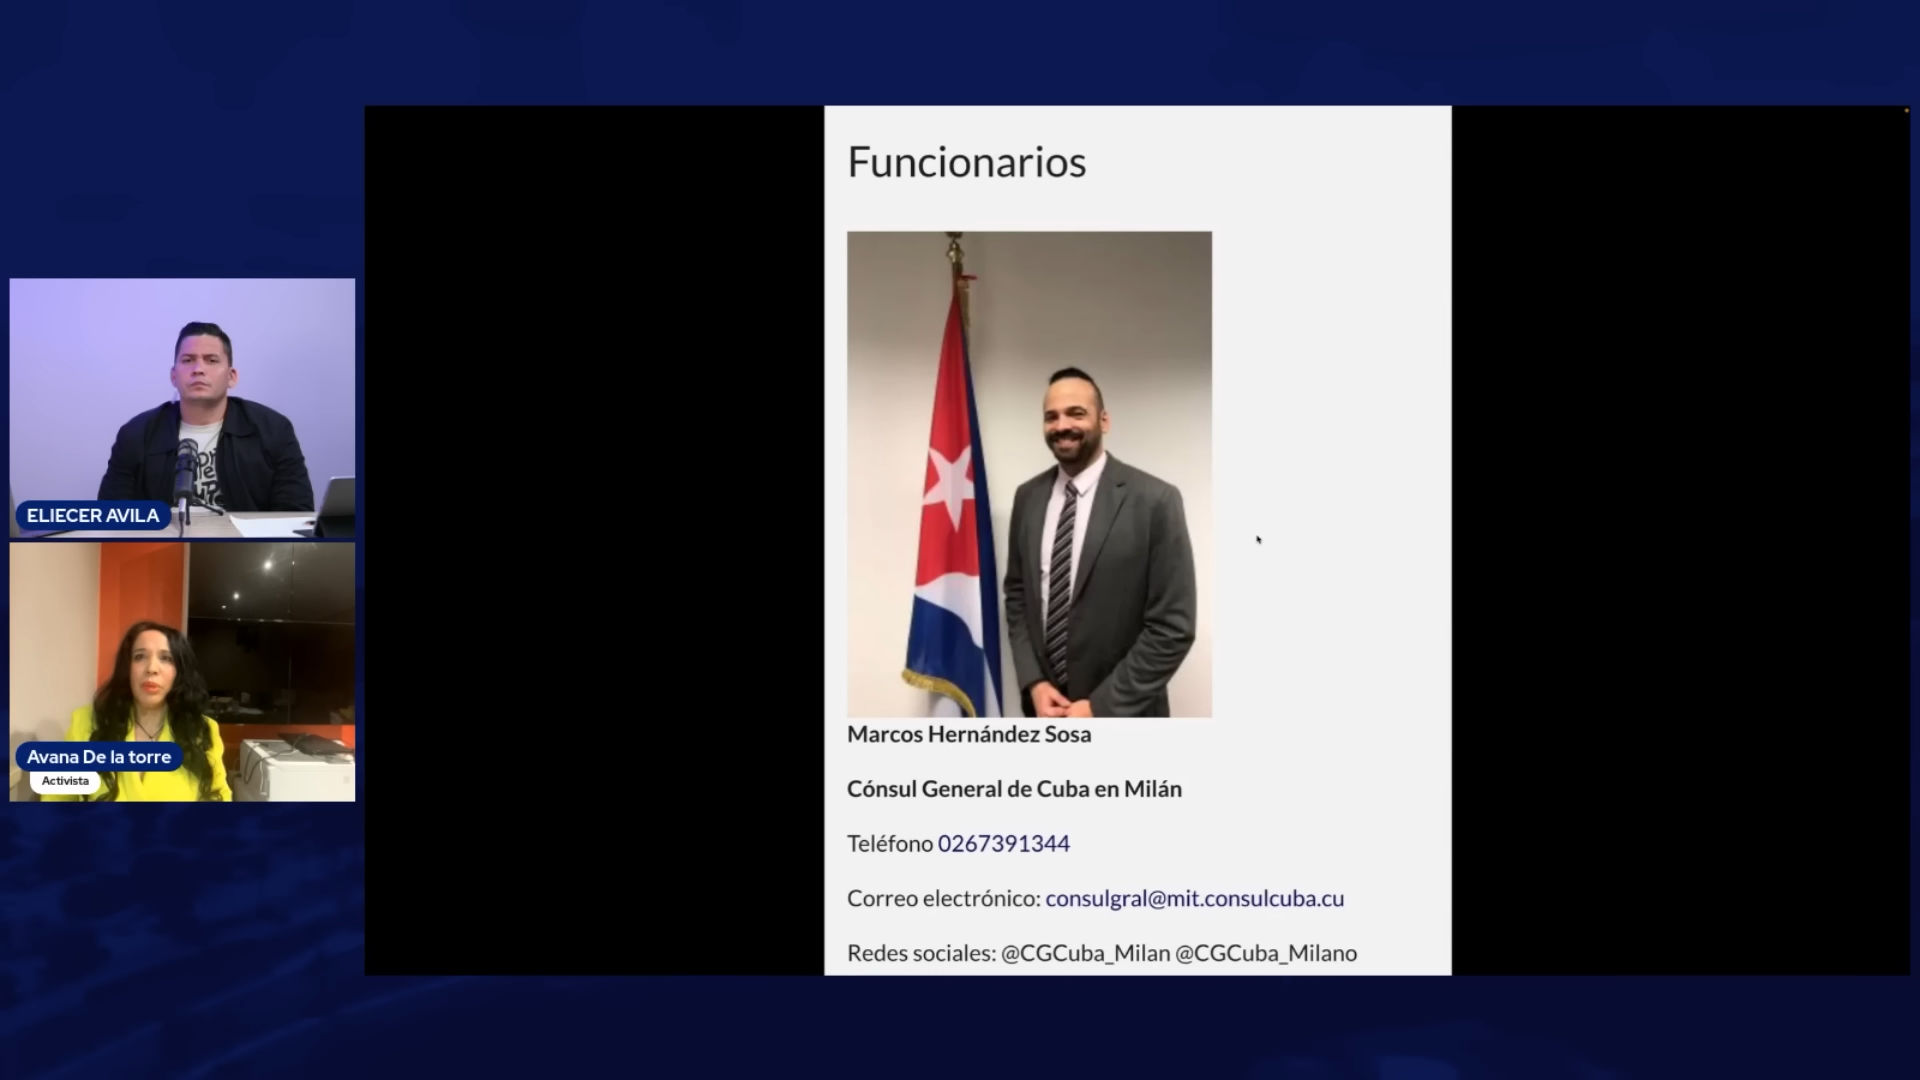 Funcionarios
ELIECER AVILA
Avana De la torre
Activista
Marcos Hernández Sosa
Cónsul General de Cuba en Milán
Teléfono 0267391344
Correo electrónico: consulgral@mit.consulcuba.cu
Redes sociales: @CGCuba_Milan @CGCuba_Milano